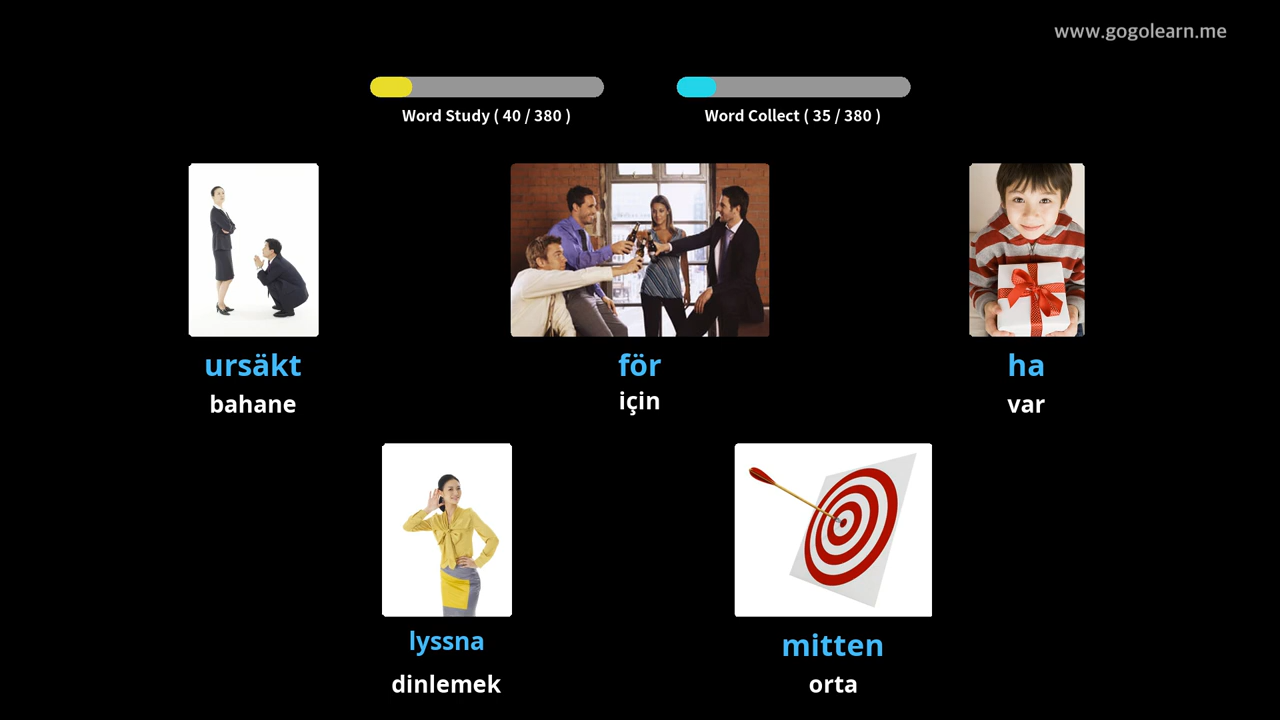 www.gogolearn.me
Word Study ( 40 / 380 )
Word Collect ( 35 / 380 )
ursäkt
bahane
för
için
ha
var
lyssna
dinlemek
mitten
orta